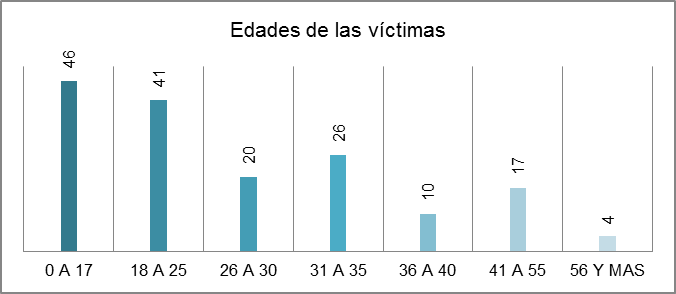 Edades de las víctimas
46
41
20
26
10
17
4
0 A 17
18 A 25
26 A 30
31 A 35
36 A 40
41 A 55
56 Y MAS